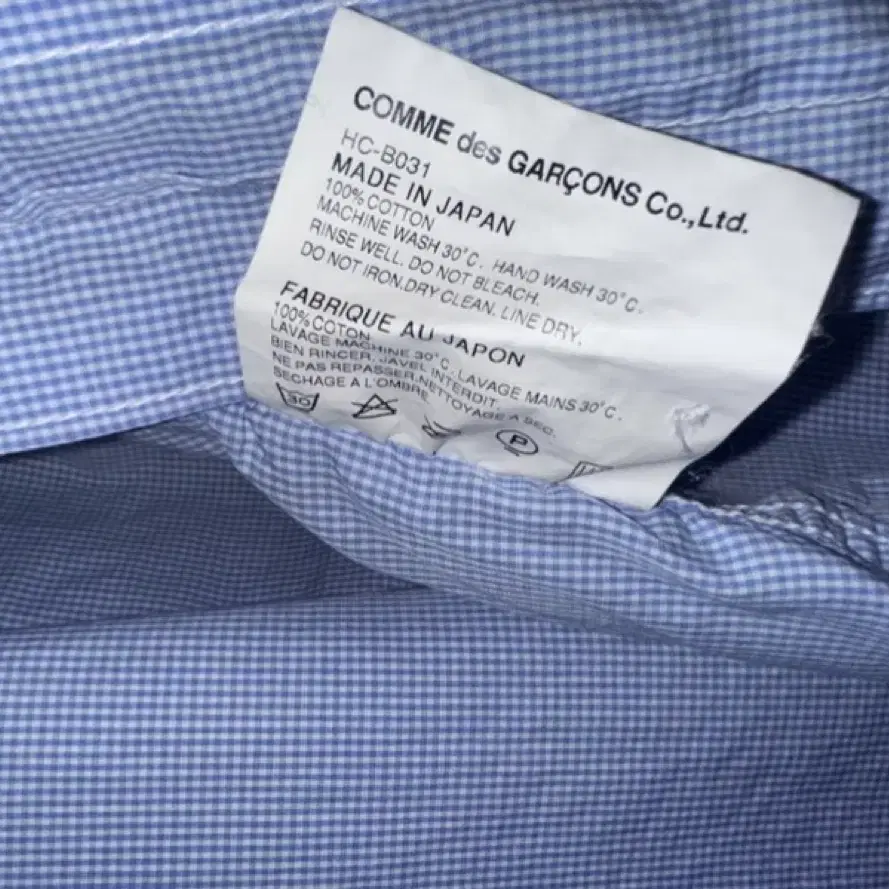 COMME des GARÇONS Co.,Ltd.
HC-B031
MADE IN JAPAN
100% COTTON
MACHINE WASH 30°C. HAND WASH 30°C.
RINSE WELL. DO NOT BLEACH.
DO NOT IRON.DRY CLEAN. LINE DRY.
FABRIQUE AU JAPON
100% COTON
LAVAGE MACHINE 30°C. LAVAGE MAINS 30°C.
BIEN RINCER. JAVEL INTERDIT.
NE PAS REPASSER.NETTOYAGE A SEC.
SECHAGE A L'OMBRE.
30
P